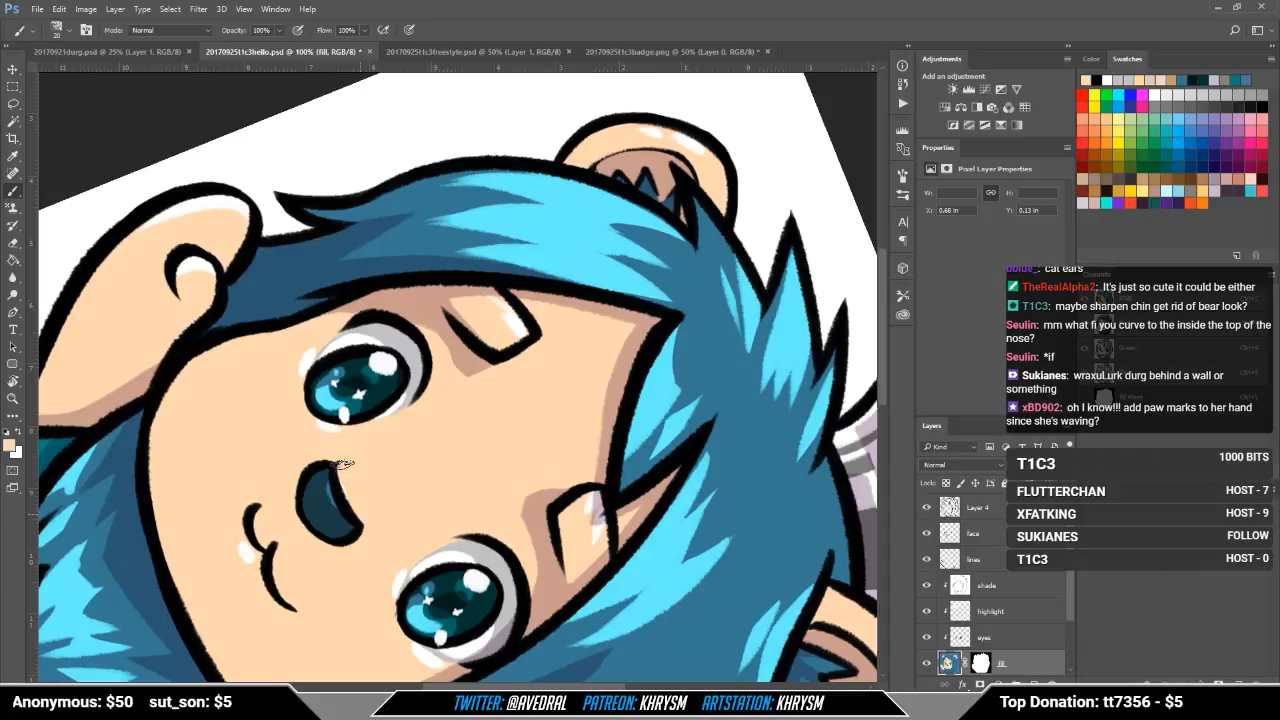 Ps File Edit Image Layer Type Select Filter 3D View Window Help
20 Mode: Normal Opacity: 100% Flow: 100%
20170921durg.psd @ 25% (Layer 1, RGB/8) × 20170925t1c3hello.psd @ 100% (fill, RGB/8) * × 20170925t1c3freestyle.psd @ 50% (Layer 1, RGB/8) × 20170925t1c3badge.png @ 50% (Layer 0, RGB/8) * ×
Adjustments
Add an adjustment
Properties
Pixel Layer Properties
W: H:
X: 0.68 in Y: 0.13 in
Color Swatches
bblue_: cat ears
TheRealAlpha2: It's just so cute it could be either
T1C3: maybe sharpen chin get rid of bear look?
Seulin: mm what fi you curve to the inside the top of the
nose?
Seulin: *if
Sukianes: wraxul urk durg behind a wall or
something
xBD902: oh I know!!! add paw marks to her hand
since she's waving?
Layers
Kind
Normal
Lock:
Layer 4
face
lines
shade
highlight
eyes
fill
T1C3 1000 BITS
FLUTTERCHAN HOST - 7
XFATKING HOST - 9
SUKIANES FOLLOW
T1C3 HOST - 0
Anonymous: $50 sut_son: $5
TWITTER: @AVEDRAL PATREON: KHRYSM ARTSTATION: KHRYSM
Top Donation: tt7356 - $5